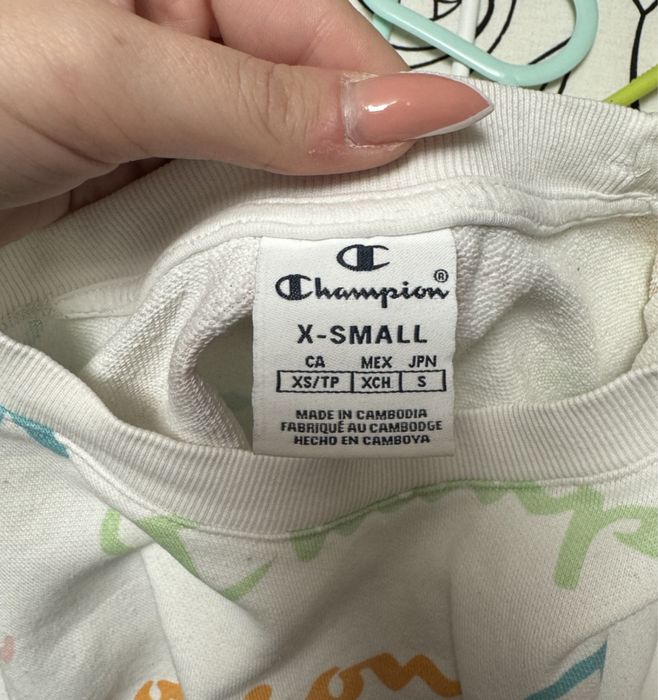 Champion®
X-SMALL
CA MEX JPN
XS/TP XCH S
MADE IN CAMBODIA
FABRIQUÉ AU CAMBODGE
HECHO EN CAMBOYA